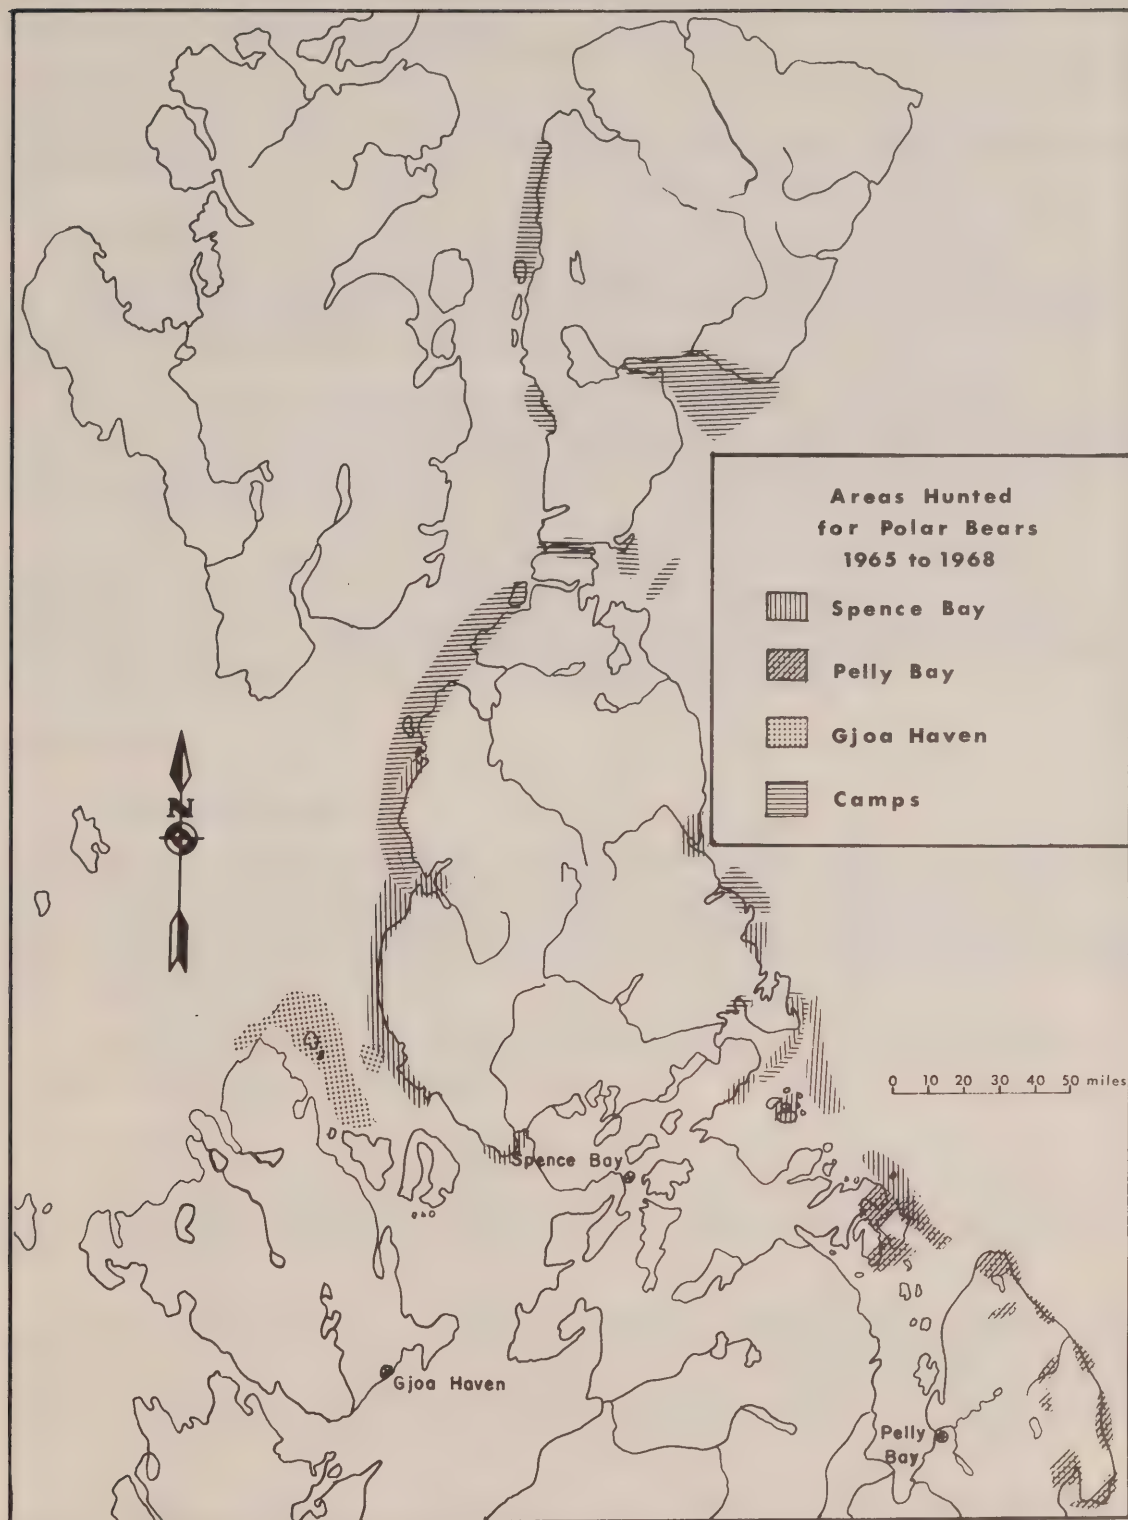 Areas Hunted
for Polar Bears
1965 to 1968
Spence Bay
Pelly Bay
Gjoa Haven
Camps
N
0 10 20 30 40 50 miles
Spence Bay
Gjoa Haven
Pelly
Bay